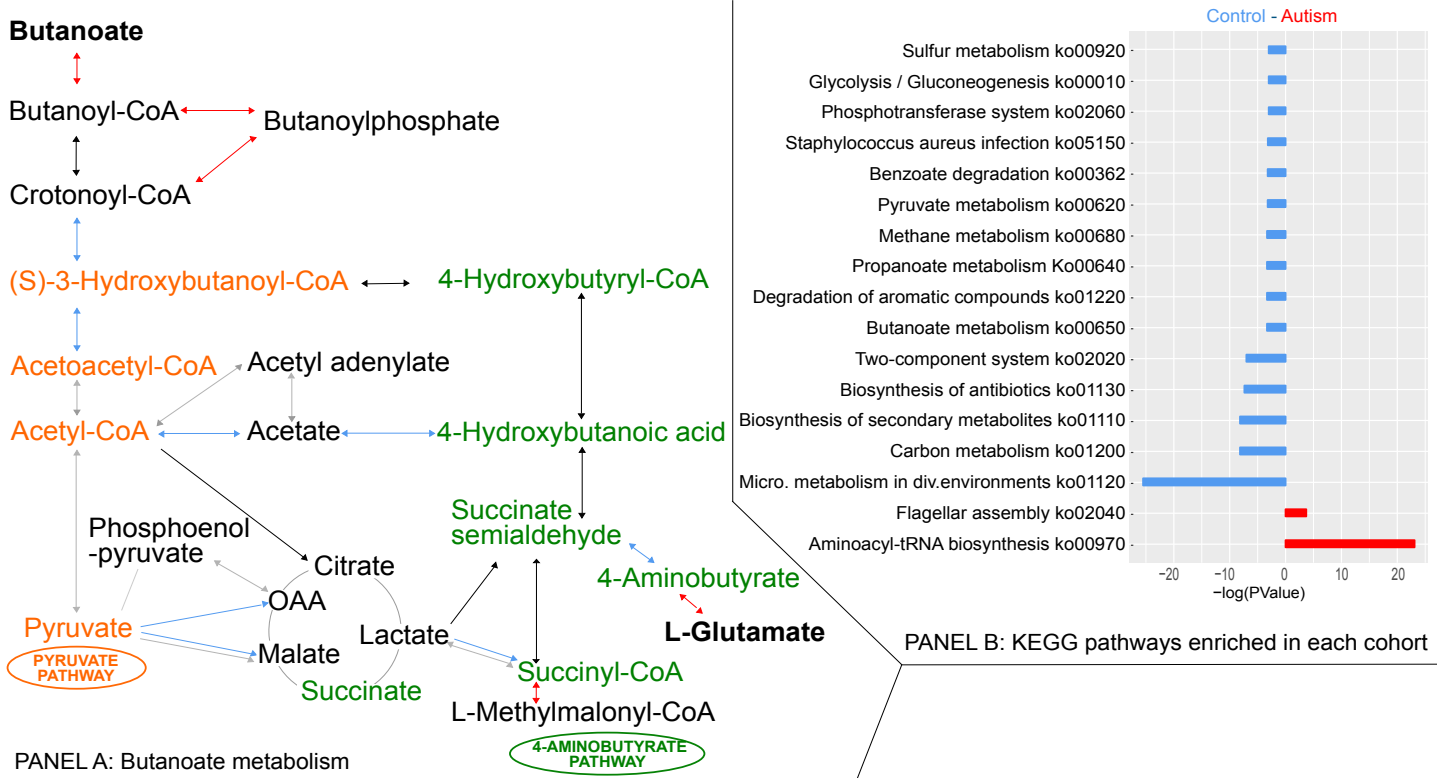 Butanoate
Butanoyl-CoA
Butanoylphosphate
Crotonoyl-CoA
(S)-3-Hydroxybutanoyl-CoA
4-Hydroxybutyryl-CoA
Acetoacetyl-CoA
Acetyl adenylate
Acetyl-CoA
Acetate
4-Hydroxybutanoic acid
Phosphoenol
-pyruvate
Succinate
semialdehyde
Citrate
4-Aminobutyrate
OAA
Pyruvate
Lactate
L-Glutamate
PYRUVATE
PATHWAY
Malate
Succinyl-CoA
Succinate
L-Methylmalonyl-CoA
4-AMINOBUTYRATE
PATHWAY
PANEL A: Butanoate metabolism
Control - Autism
Sulfur metabolism ko00920
Glycolysis / Gluconeogenesis ko00010
Phosphotransferase system ko02060
Staphylococcus aureus infection ko05150
Benzoate degradation ko00362
Pyruvate metabolism ko00620
Methane metabolism ko00680
Propanoate metabolism Ko00640
Degradation of aromatic compounds ko01220
Butanoate metabolism ko00650
Two-component system ko02020
Biosynthesis of antibiotics ko01130
Biosynthesis of secondary metabolites ko01110
Carbon metabolism ko01200
Micro. metabolism in div.environments ko01120
Flagellar assembly ko02040
Aminoacyl-tRNA biosynthesis ko00970
−20 −10 0 10 20
−log(PValue)
PANEL B: KEGG pathways enriched in each cohort